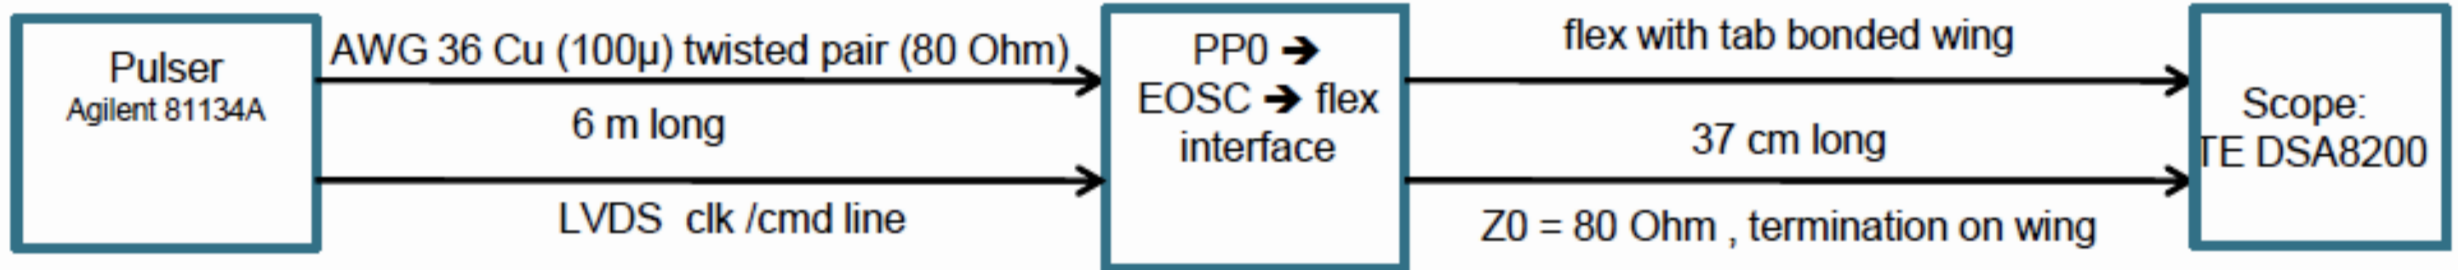 Pulser
Agilent 81134A
AWG 36 Cu (100µ) twisted pair (80 Ohm)
6 m long
LVDS clk /cmd line
PP0 ➔
EOSC ➔ flex
interface
flex with tab bonded wing
37 cm long
Z0 = 80 Ohm , termination on wing
Scope:
TE DSA8200